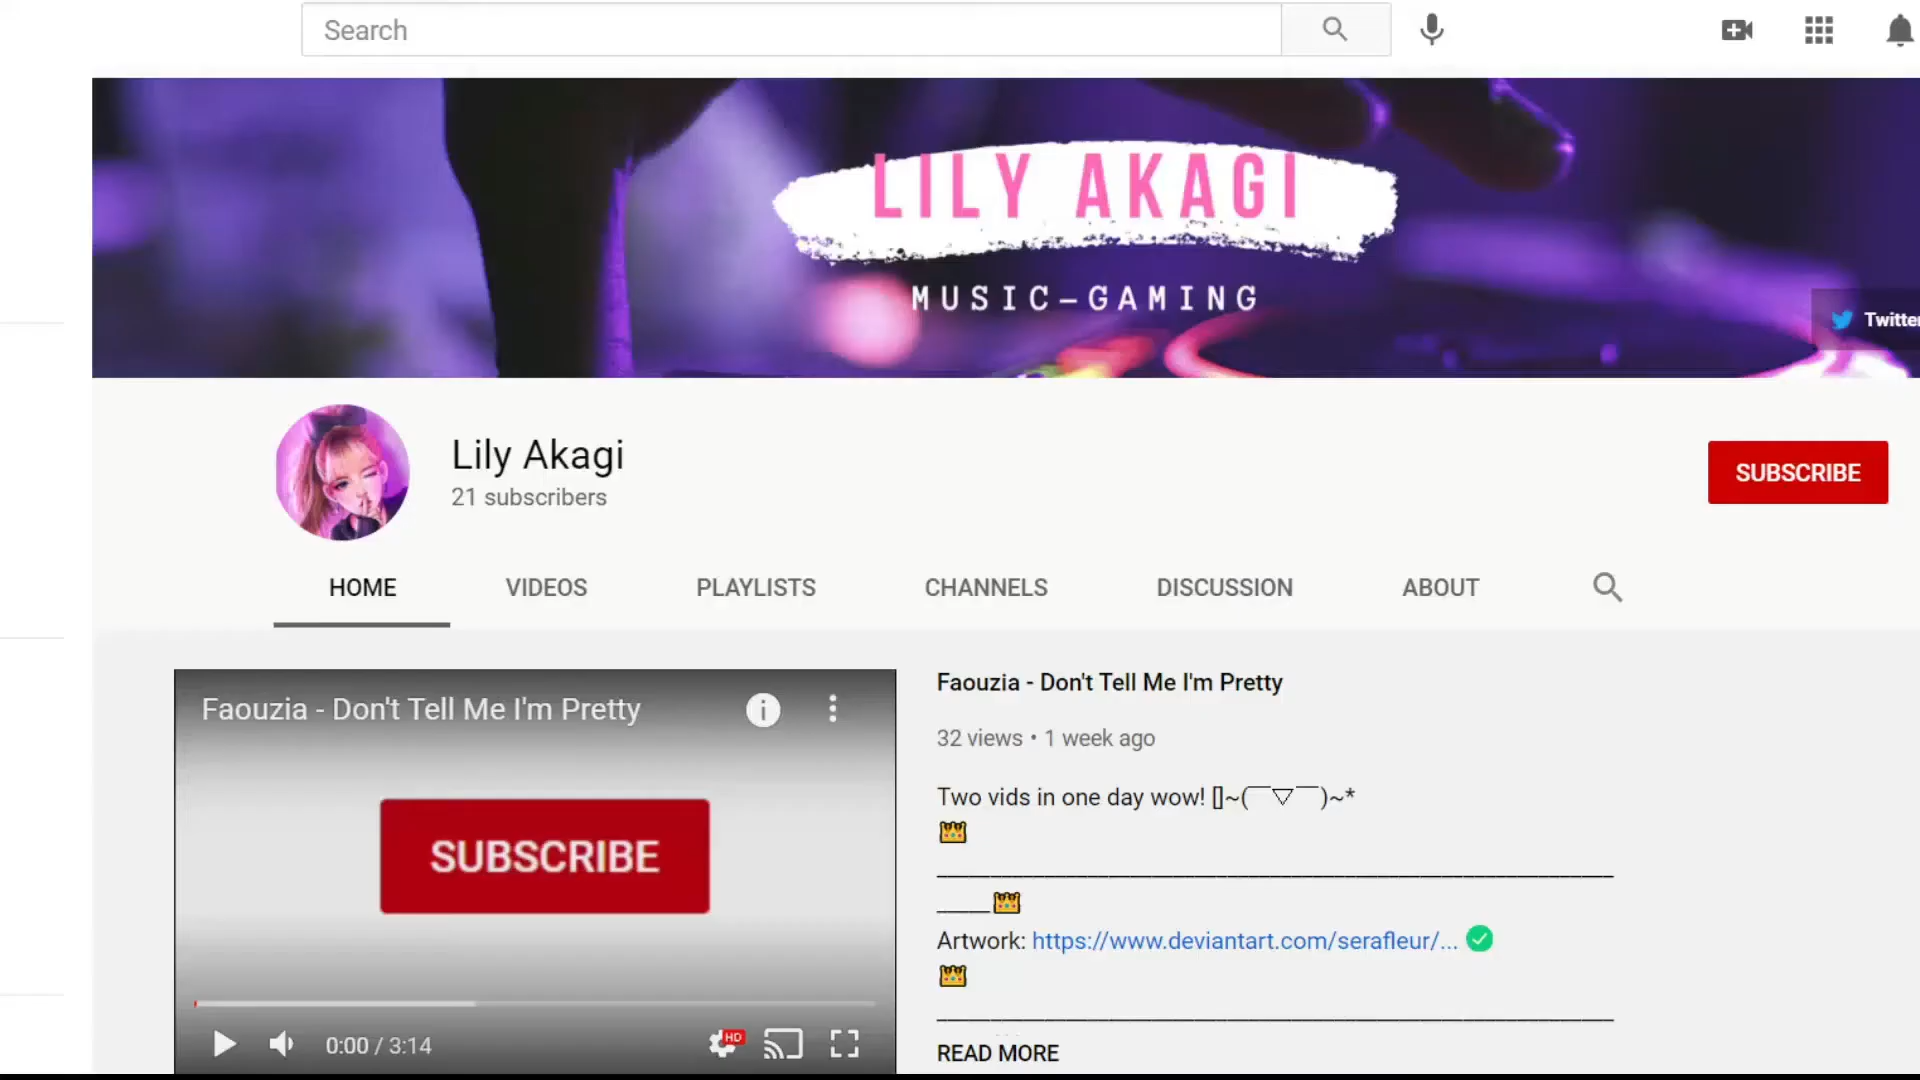 Search
LILY AKAGI
MUSIC–GAMING
Twitter
Lily Akagi
21 subscribers
SUBSCRIBE
HOME
VIDEOS
PLAYLISTS
CHANNELS
DISCUSSION
ABOUT
Faouzia - Don't Tell Me I'm Pretty
SUBSCRIBE
0:00 / 3:14
HD
Faouzia - Don't Tell Me I'm Pretty
32 views • 1 week ago
Two vids in one day wow! []~(￣▽￣)~*
Artwork: https://www.deviantart.com/serafleur/...
READ MORE